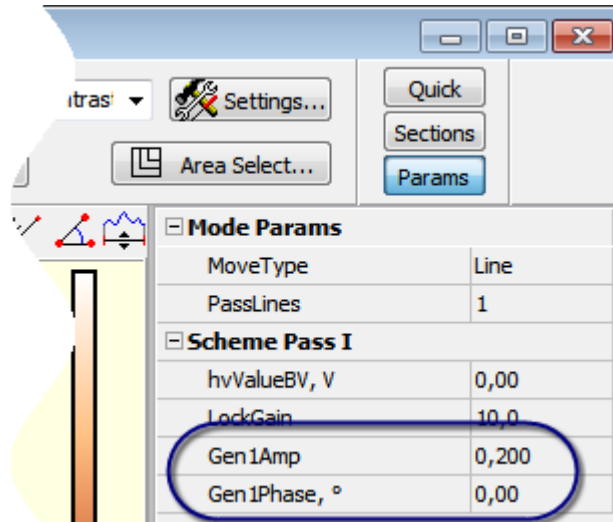 Quick
Settings...
Sections
Area Select...
Params
Mode Params
MoveType Line
PassLines 1
Scheme Pass I
hvValueBV, V 0,00
LockGain 10,0
Gen1Amp 0,200
Gen1Phase, ° 0,00